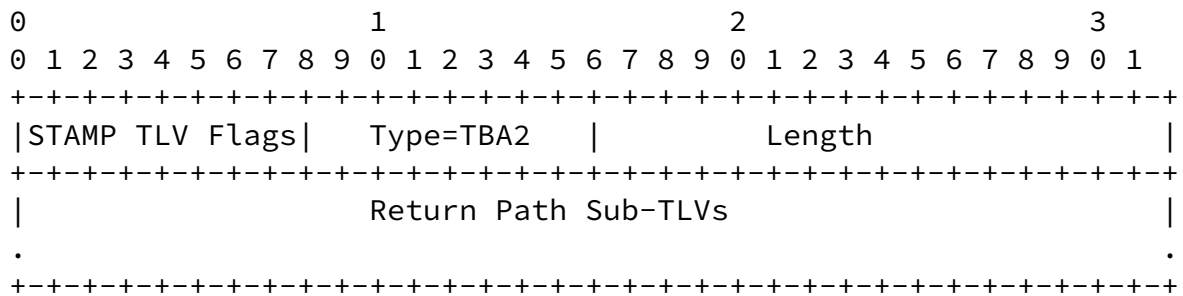 0                   1                   2                   3
0 1 2 3 4 5 6 7 8 9 0 1 2 3 4 5 6 7 8 9 0 1 2 3 4 5 6 7 8 9 0 1
+-+-+-+-+-+-+-+-+-+-+-+-+-+-+-+-+-+-+-+-+-+-+-+-+-+-+-+-+-+-+-+-+
|STAMP TLV Flags|   Type=TBA2   |         Length                |
+-+-+-+-+-+-+-+-+-+-+-+-+-+-+-+-+-+-+-+-+-+-+-+-+-+-+-+-+-+-+-+-+
|                   Return Path Sub-TLVs                        |
.                                                               .
+-+-+-+-+-+-+-+-+-+-+-+-+-+-+-+-+-+-+-+-+-+-+-+-+-+-+-+-+-+-+-+-+